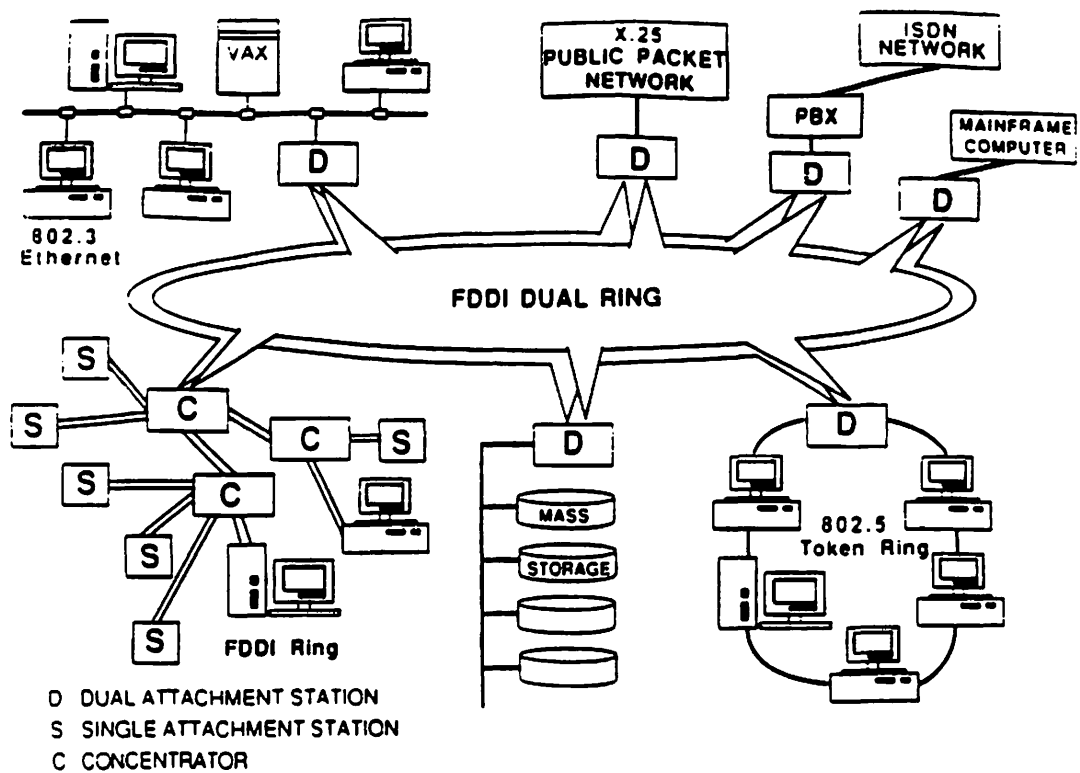 VAX
X.25
PUBLIC PACKET
NETWORK
ISDN
NETWORK
PBX
MAINFRAME
COMPUTER
D
D
D
D
802.3
Ethernet
FDDI DUAL RING
S
C
S
C
S
D
D
S
C
MASS
802.5
Token Ring
S
STORAGE
S
FDDI Ring
D DUAL ATTACHMENT STATION
S SINGLE ATTACHMENT STATION
C CONCENTRATOR